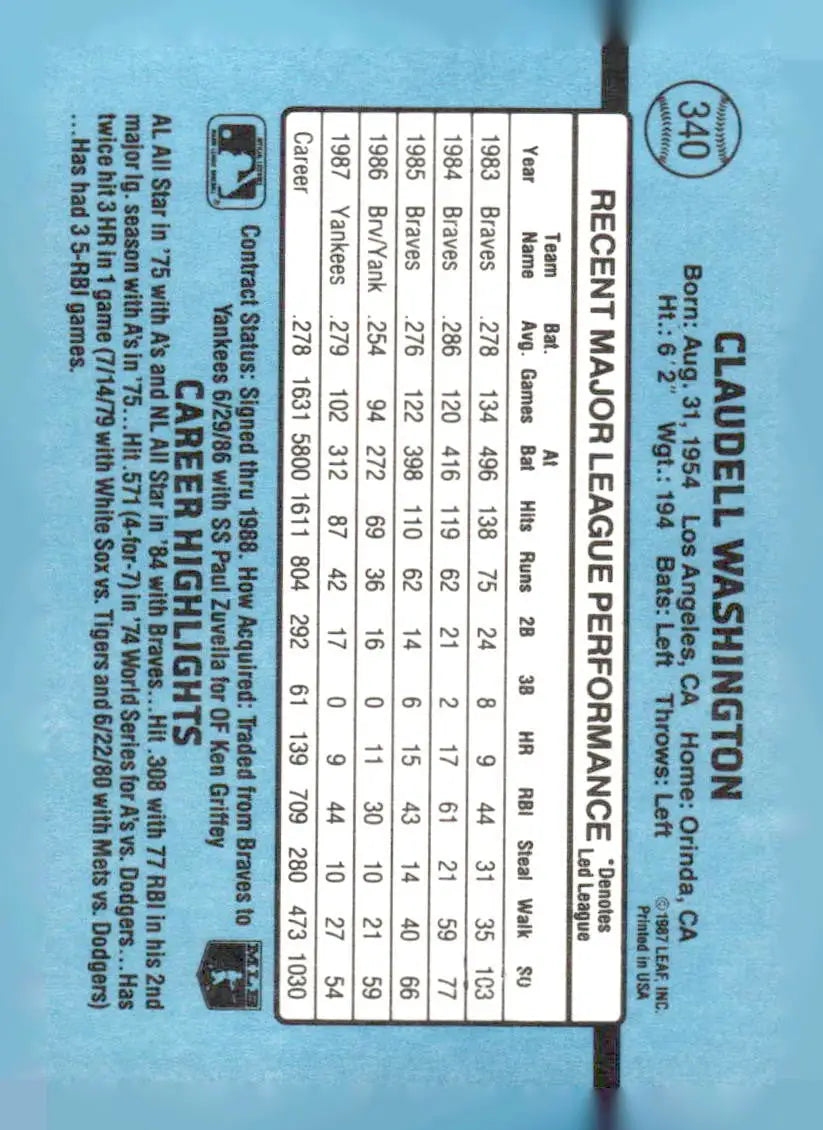 340
CLAUDELL WASHINGTON
Born: Aug. 31, 1954 Los Angeles, CA Home: Orinda, CA
Ht.: 6'2" Wgt.: 194 Bats: Left Throws: Left
©1987 LEAF, INC.
Printed in USA
RECENT MAJOR LEAGUE PERFORMANCE *Denotes Led League
Year Team Name Bat. Avg. Games At Bat Hits Runs 2B 3B HR RBI Steal Walk SO
1983 Braves .278 134 496 138 75 24 8 9 44 31 35 103
1984 Braves .286 120 416 119 62 21 2 17 61 21 59 77
1985 Braves .276 122 398 110 62 14 6 15 43 14 40 66
1986 Brv/Yank .254 94 272 69 36 16 0 11 30 10 21 59
1987 Yankees .279 102 312 87 42 17 0 9 44 10 27 54
Career .278 1631 5800 1611 804 292 61 139 709 280 473 1030
Contract Status: Signed thru 1988. How Acquired: Traded from Braves to
Yankees 6/29/86 with SS Paul Zuvella for OF Ken Griffey
MLB
CAREER HIGHLIGHTS
AL All Star in '75 with A's and NL All Star in '84 with Braves...Hit .308 with 77 RBI in his 2nd
major lg. season with A's in '75...Hit .571 (4-for-7) in '74 World Series for A's vs. Dodgers...Has
twice hit 3 HR in 1 game (7/14/79 with White Sox vs. Tigers and 6/22/80 with Mets vs. Dodgers)
...Has had 3 5-RBI games.